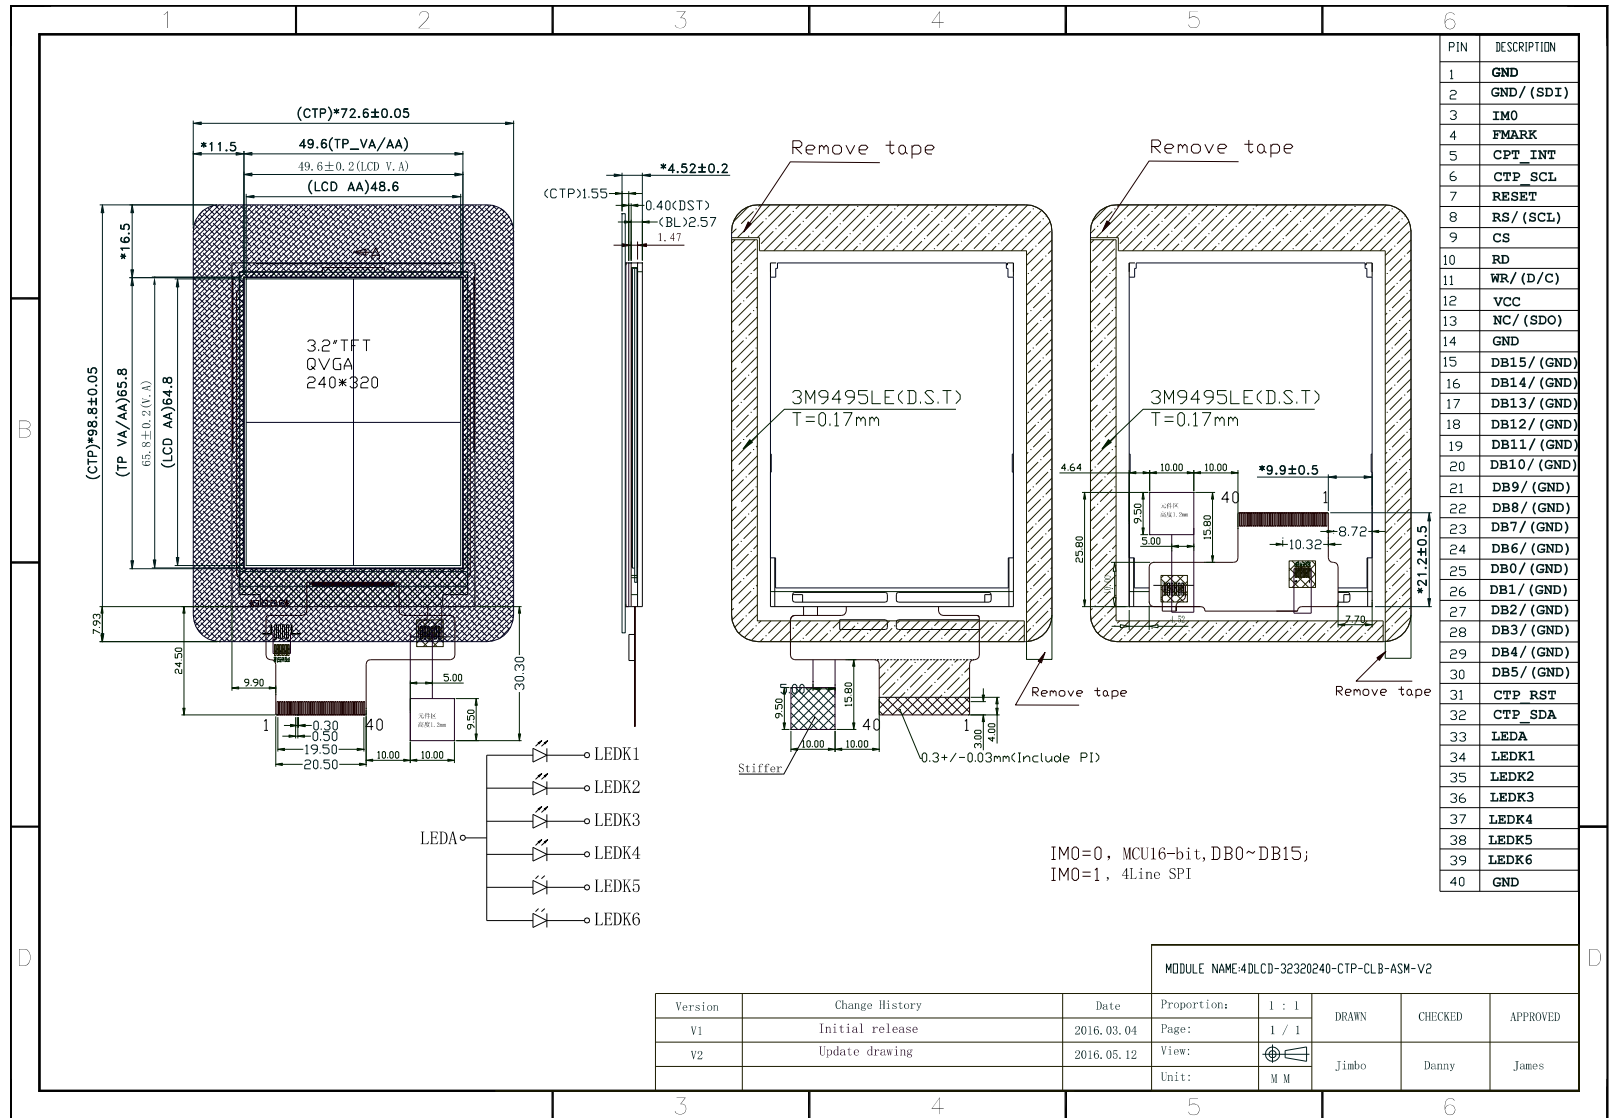 1 2 3 4 5 6
(CTP)*72.6±0.05
*11.5
49.6(TP_VA/AA)
49.6±0.2(LCD V.A)
(LCD AA)48.6
*16.5
(CTP)*98.8±0.05
(TP VA/AA)65.8
65.8±0.2(V.A)
(LCD AA)64.8
A
3.2"TFT
QVGA
240*320
7.93
24.50
9.90
30.30
5.00
9.50
元件区
高度1.2mm
1
40
0.30
0.50
19.50
20.50
10.00
10.00
*4.52±0.2
(CTP)1.55
0.40(DST)
(BL)2.57
1.47
Remove tape
3M9495LE(D.S.T)
T=0.17mm
9.50
15.80
10.00
10.00
40
1
3.00
4.00
0.3+/-0.03mm(Include PI)
Stiffer
Remove tape
Remove tape
3M9495LE(D.S.T)
T=0.17mm
4.64
10.00
10.00
*9.9±0.5
40
1
9.50
元件区
高度1.2mm
15.80
25.80
5.00
8.72
10.32
*21.2±0.5
7.70
Remove tape
LEDA
LEDK1
LEDK2
LEDK3
LEDK4
LEDK5
LEDK6
IM0=0, MCU16-bit,DB0~DB15;
IM0=1, 4Line SPI
PIN DESCRIPTION
1 GND
2 GND/(SDI)
3 IM0
4 FMARK
5 CPT_INT
6 CTP_SCL
7 RESET
8 RS/(SCL)
9 CS
10 RD
11 WR/(D/C)
12 VCC
13 NC/(SDO)
14 GND
15 DB15/(GND)
16 DB14/(GND)
17 DB13/(GND)
18 DB12/(GND)
19 DB11/(GND)
20 DB10/(GND)
21 DB9/(GND)
22 DB8/(GND)
23 DB7/(GND)
24 DB6/(GND)
25 DB0/(GND)
26 DB1/(GND)
27 DB2/(GND)
28 DB3/(GND)
29 DB4/(GND)
30 DB5/(GND)
31 CTP_RST
32 CTP_SDA
33 LEDA
34 LEDK1
35 LEDK2
36 LEDK3
37 LEDK4
38 LEDK5
39 LEDK6
40 GND
B
D
D
MODULE NAME:4DLCD-32320240-CTP-CLB-ASM-V2
Version Change History Date Proportion: 1 : 1 DRAWN CHECKED APPROVED
V1 Initial release 2016.03.04 Page: 1 / 1
V2 Update drawing 2016.05.12 View: Jimbo Danny James
Unit: M M
3 4 5 6